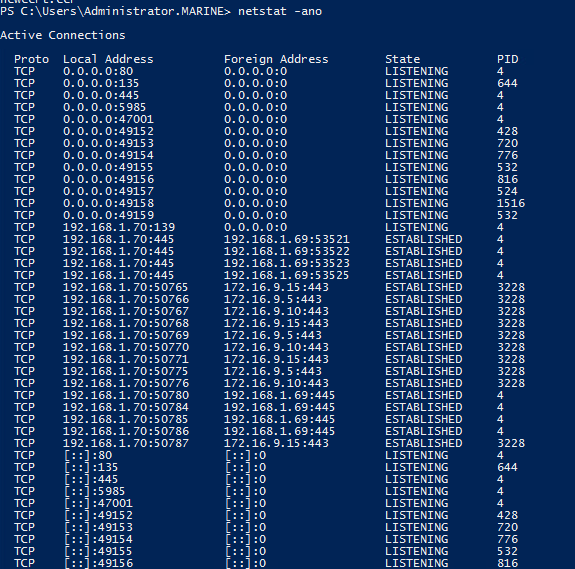 PS C:\Users\Administrator.MARINE> netstat -ano
Active Connections
Proto Local Address Foreign Address State PID
TCP 0.0.0.0:80 0.0.0.0:0 LISTENING 4
TCP 0.0.0.0:135 0.0.0.0:0 LISTENING 644
TCP 0.0.0.0:445 0.0.0.0:0 LISTENING 4
TCP 0.0.0.0:5985 0.0.0.0:0 LISTENING 4
TCP 0.0.0.0:47001 0.0.0.0:0 LISTENING 4
TCP 0.0.0.0:49152 0.0.0.0:0 LISTENING 428
TCP 0.0.0.0:49153 0.0.0.0:0 LISTENING 720
TCP 0.0.0.0:49154 0.0.0.0:0 LISTENING 776
TCP 0.0.0.0:49155 0.0.0.0:0 LISTENING 532
TCP 0.0.0.0:49156 0.0.0.0:0 LISTENING 816
TCP 0.0.0.0:49157 0.0.0.0:0 LISTENING 524
TCP 0.0.0.0:49158 0.0.0.0:0 LISTENING 1516
TCP 0.0.0.0:49159 0.0.0.0:0 LISTENING 532
TCP 192.168.1.70:139 0.0.0.0:0 LISTENING 4
TCP 192.168.1.70:445 192.168.1.69:53521 ESTABLISHED 4
TCP 192.168.1.70:445 192.168.1.69:53522 ESTABLISHED 4
TCP 192.168.1.70:445 192.168.1.69:53523 ESTABLISHED 4
TCP 192.168.1.70:445 192.168.1.69:53525 ESTABLISHED 4
TCP 192.168.1.70:50765 172.16.9.15:443 ESTABLISHED 3228
TCP 192.168.1.70:50766 172.16.9.5:443 ESTABLISHED 3228
TCP 192.168.1.70:50767 172.16.9.10:443 ESTABLISHED 3228
TCP 192.168.1.70:50768 172.16.9.15:443 ESTABLISHED 3228
TCP 192.168.1.70:50769 172.16.9.5:443 ESTABLISHED 3228
TCP 192.168.1.70:50770 172.16.9.10:443 ESTABLISHED 3228
TCP 192.168.1.70:50771 172.16.9.15:443 ESTABLISHED 3228
TCP 192.168.1.70:50775 172.16.9.5:443 ESTABLISHED 3228
TCP 192.168.1.70:50776 172.16.9.10:443 ESTABLISHED 3228
TCP 192.168.1.70:50780 192.168.1.69:445 ESTABLISHED 4
TCP 192.168.1.70:50784 192.168.1.69:445 ESTABLISHED 4
TCP 192.168.1.70:50785 192.168.1.69:445 ESTABLISHED 4
TCP 192.168.1.70:50786 192.168.1.69:445 ESTABLISHED 4
TCP 192.168.1.70:50787 172.16.9.15:443 ESTABLISHED 3228
TCP [::]:80 [::]:0 LISTENING 4
TCP [::]:135 [::]:0 LISTENING 644
TCP [::]:445 [::]:0 LISTENING 4
TCP [::]:5985 [::]:0 LISTENING 4
TCP [::]:47001 [::]:0 LISTENING 4
TCP [::]:49152 [::]:0 LISTENING 428
TCP [::]:49153 [::]:0 LISTENING 720
TCP [::]:49154 [::]:0 LISTENING 776
TCP [::]:49155 [::]:0 LISTENING 532
TCP [::]:49156 [::]:0 LISTENING 816